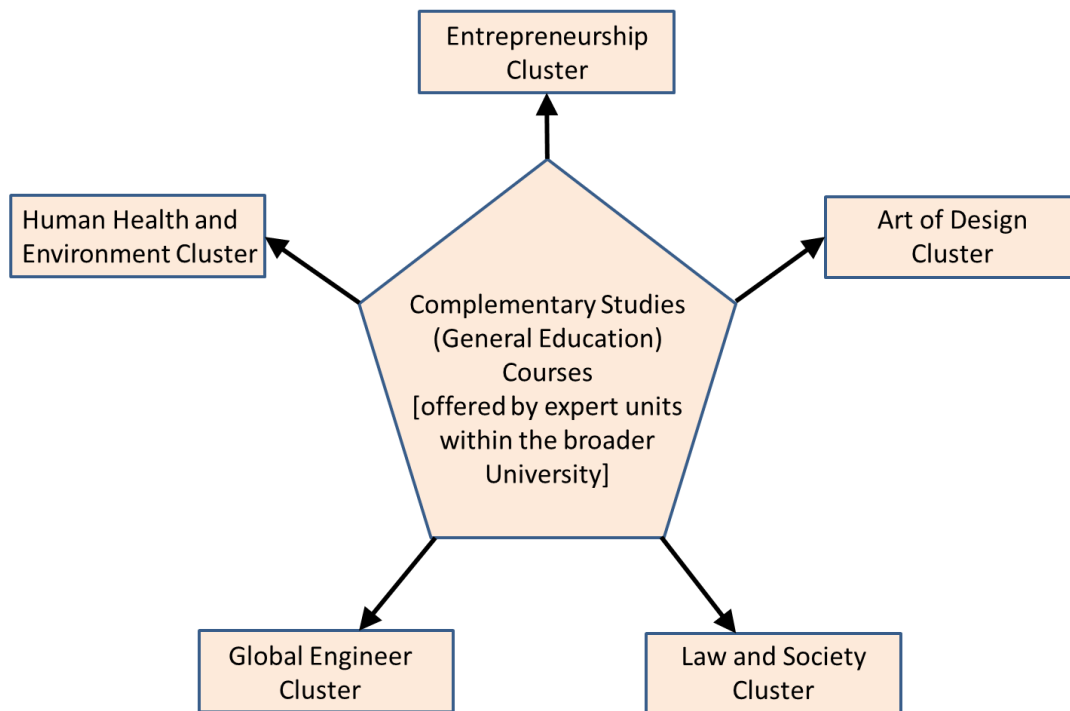 Entrepreneurship
Cluster
Human Health and
Environment Cluster
Art of Design
Cluster
Complementary Studies
(General Education)
Courses
[offered by expert units
within the broader
University]
Global Engineer
Cluster
Law and Society
Cluster